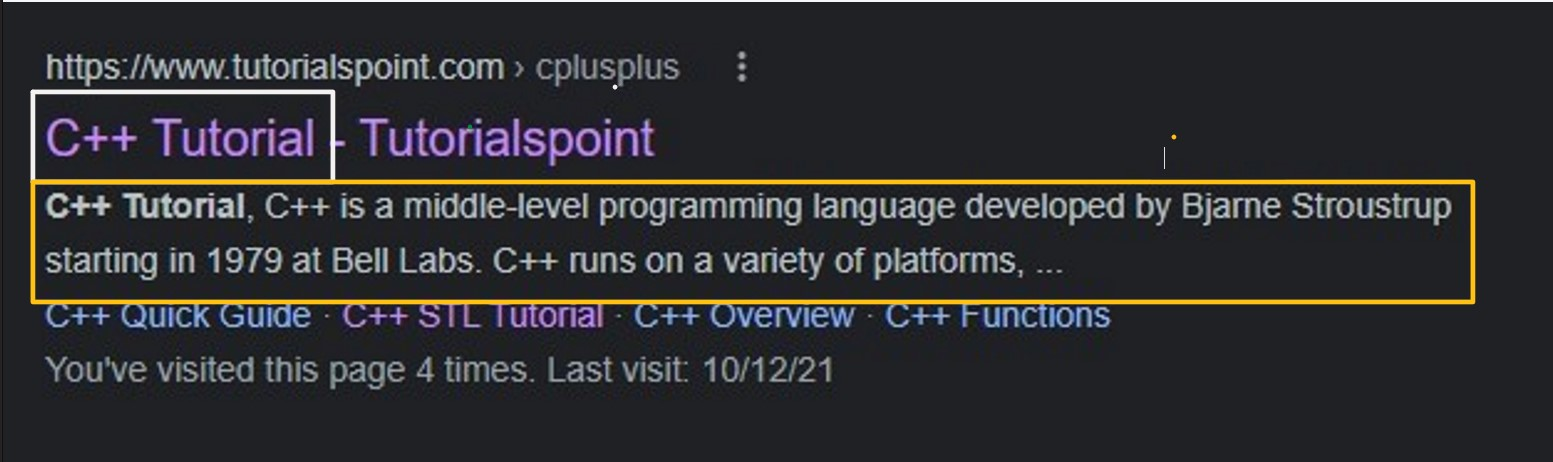 https://www.tutorialspoint.com › cplusplus
C++ Tutorial - Tutorialspoint
C++ Tutorial, C++ is a middle-level programming language developed by Bjarne Stroustrup
starting in 1979 at Bell Labs. C++ runs on a variety of platforms, ...
C++ Quick Guide · C++ STL Tutorial · C++ Overview · C++ Functions
You've visited this page 4 times. Last visit: 10/12/21